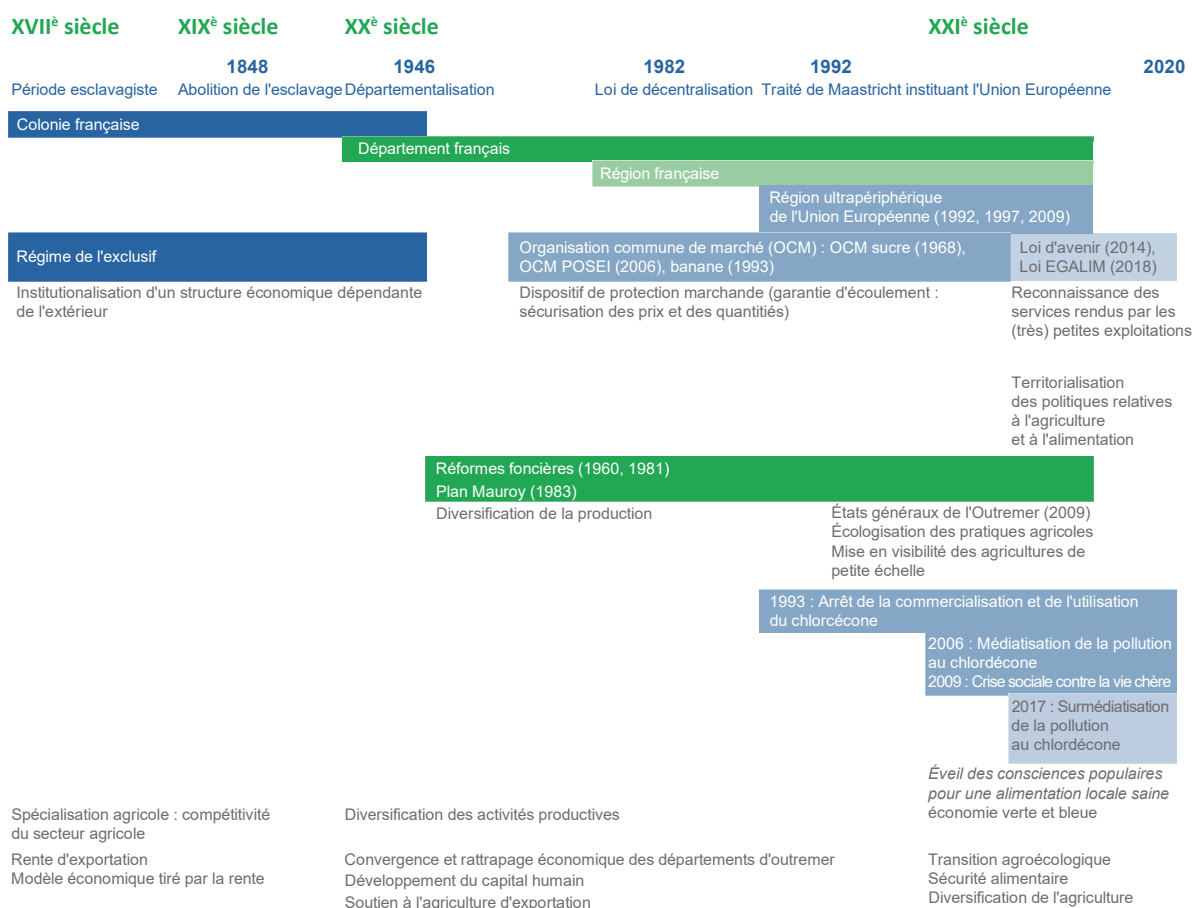 XVIIè siècle
XIXè siècle
XXè siècle
XXIè siècle
1848
1946
1982
1992
2020
Période esclavagiste
Abolition de l'esclavage
Départementalisation
Loi de décentralisation
Traité de Maastricht instituant l'Union Européenne
Colonie française
Département français
Région française
Région ultrapériphérique
de l'Union Européenne (1992, 1997, 2009)
Régime de l'exclusif
Organisation commune de marché (OCM) : OCM sucre (1968),
OCM POSEI (2006), banane (1993)
Loi d'avenir (2014),
Loi EGALIM (2018)
Institutionalisation d'un structure économique dépendante
de l'extérieur
Dispositif de protection marchande (garantie d'écoulement :
sécurisation des prix et des quantitiés)
Reconnaissance des
services rendus par les
(très) petites exploitations
Territorialisation
des politiques relatives
à l'agriculture
et à l'alimentation
Réformes foncières (1960, 1981)
Plan Mauroy (1983)
Diversification de la production
États généraux de l'Outremer (2009)
Écologisation des pratiques agricoles
Mise en visibilité des agricultures de
petite échelle
1993 : Arrêt de la commercialisation et de l'utilisation
du chlorcécone
2006 : Médiatisation de la pollution
au chlordécone
2009 : Crise sociale contre la vie chère
2017 : Surmédiatisation
de la pollution
au chlordécone
Éveil des consciences populaires
pour une alimentation locale saine
économie verte et bleue
Spécialisation agricole : compétitivité
du secteur agricole
Diversification des activités productives
Rente d'exportation
Modèle économique tiré par la rente
Convergence et rattrapage économique des départements d'outremer
Développement du capital humain
Soutien à l'agriculture d'exportation
Transition agroécologique
Sécurité alimentaire
Diversification de l'agriculture